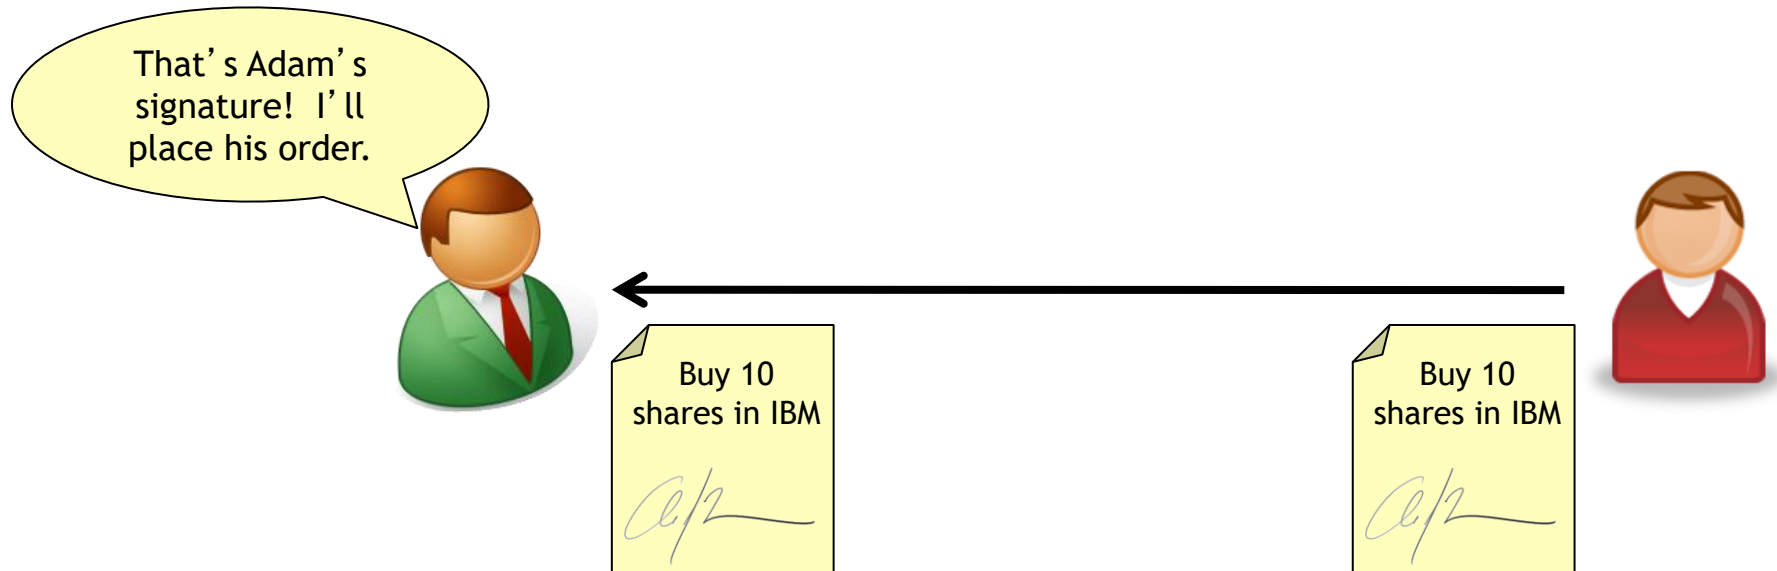 That's Adam's
signature! I'll
place his order.
Buy 10
shares in IBM
Buy 10
shares in IBM